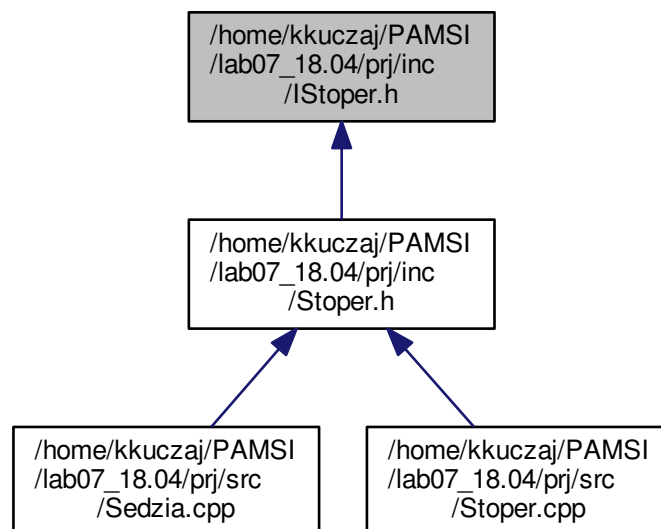 /home/kkuczaj/PAMSI
/lab07_18.04/prj/inc
/IStoper.h
/home/kkuczaj/PAMSI
/lab07_18.04/prj/inc
/Stoper.h
/home/kkuczaj/PAMSI
/lab07_18.04/prj/src
/Sedzia.cpp
/home/kkuczaj/PAMSI
/lab07_18.04/prj/src
/Stoper.cpp